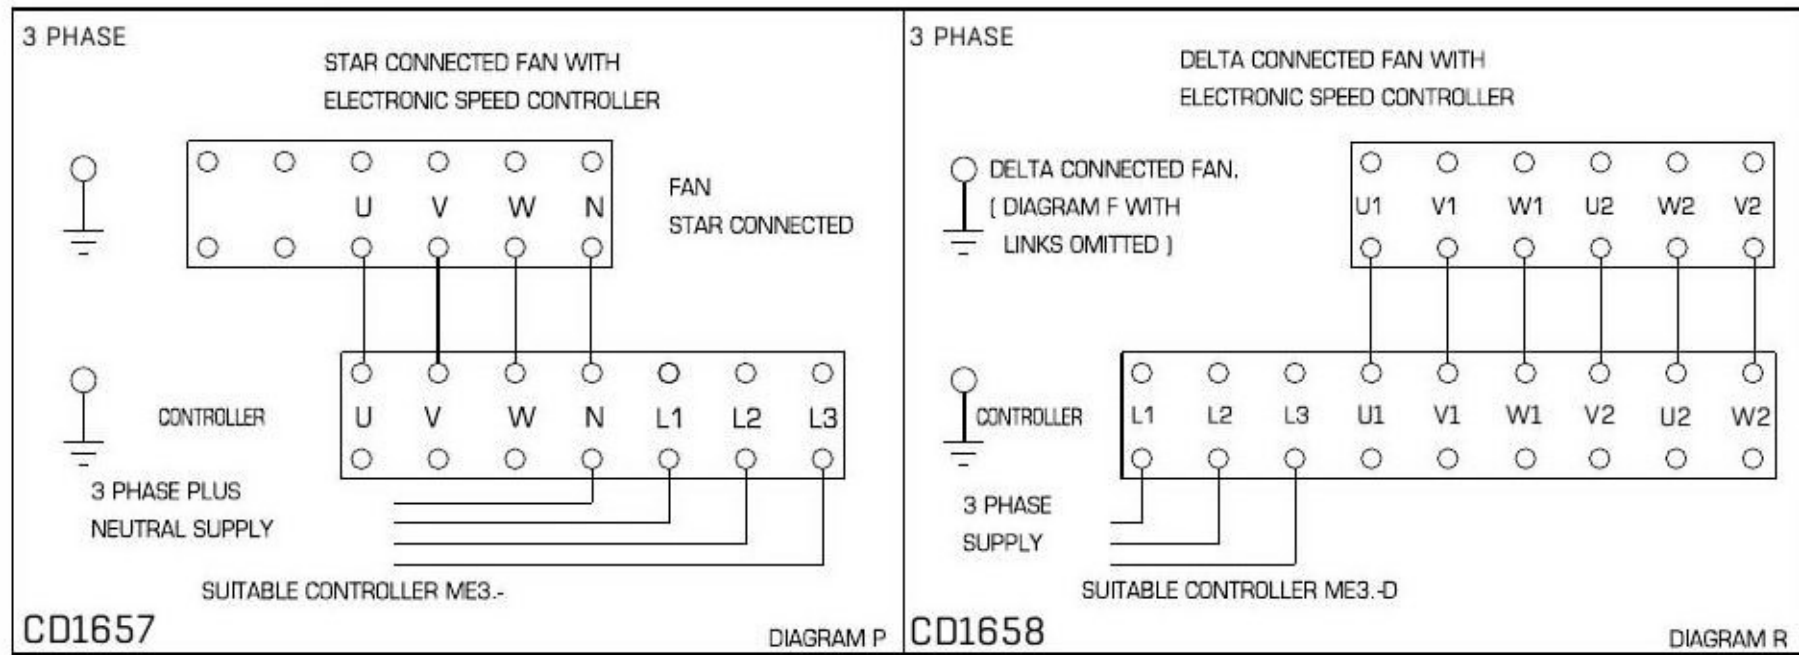 3 PHASE
STAR CONNECTED FAN WITH
ELECTRONIC SPEED CONTROLLER
U V W N
FAN
STAR CONNECTED
CONTROLLER
U V W N L1 L2 L3
3 PHASE PLUS
NEUTRAL SUPPLY
SUITABLE CONTROLLER ME3.-
CD1657
DIAGRAM P
3 PHASE
DELTA CONNECTED FAN WITH
ELECTRONIC SPEED CONTROLLER
DELTA CONNECTED FAN.
( DIAGRAM F WITH
LINKS OMITTED )
U1 V1 W1 U2 W2 V2
CONTROLLER
L1 L2 L3 U1 V1 W1 V2 U2 W2
3 PHASE
SUPPLY
SUITABLE CONTROLLER ME3.-D
CD1658
DIAGRAM R